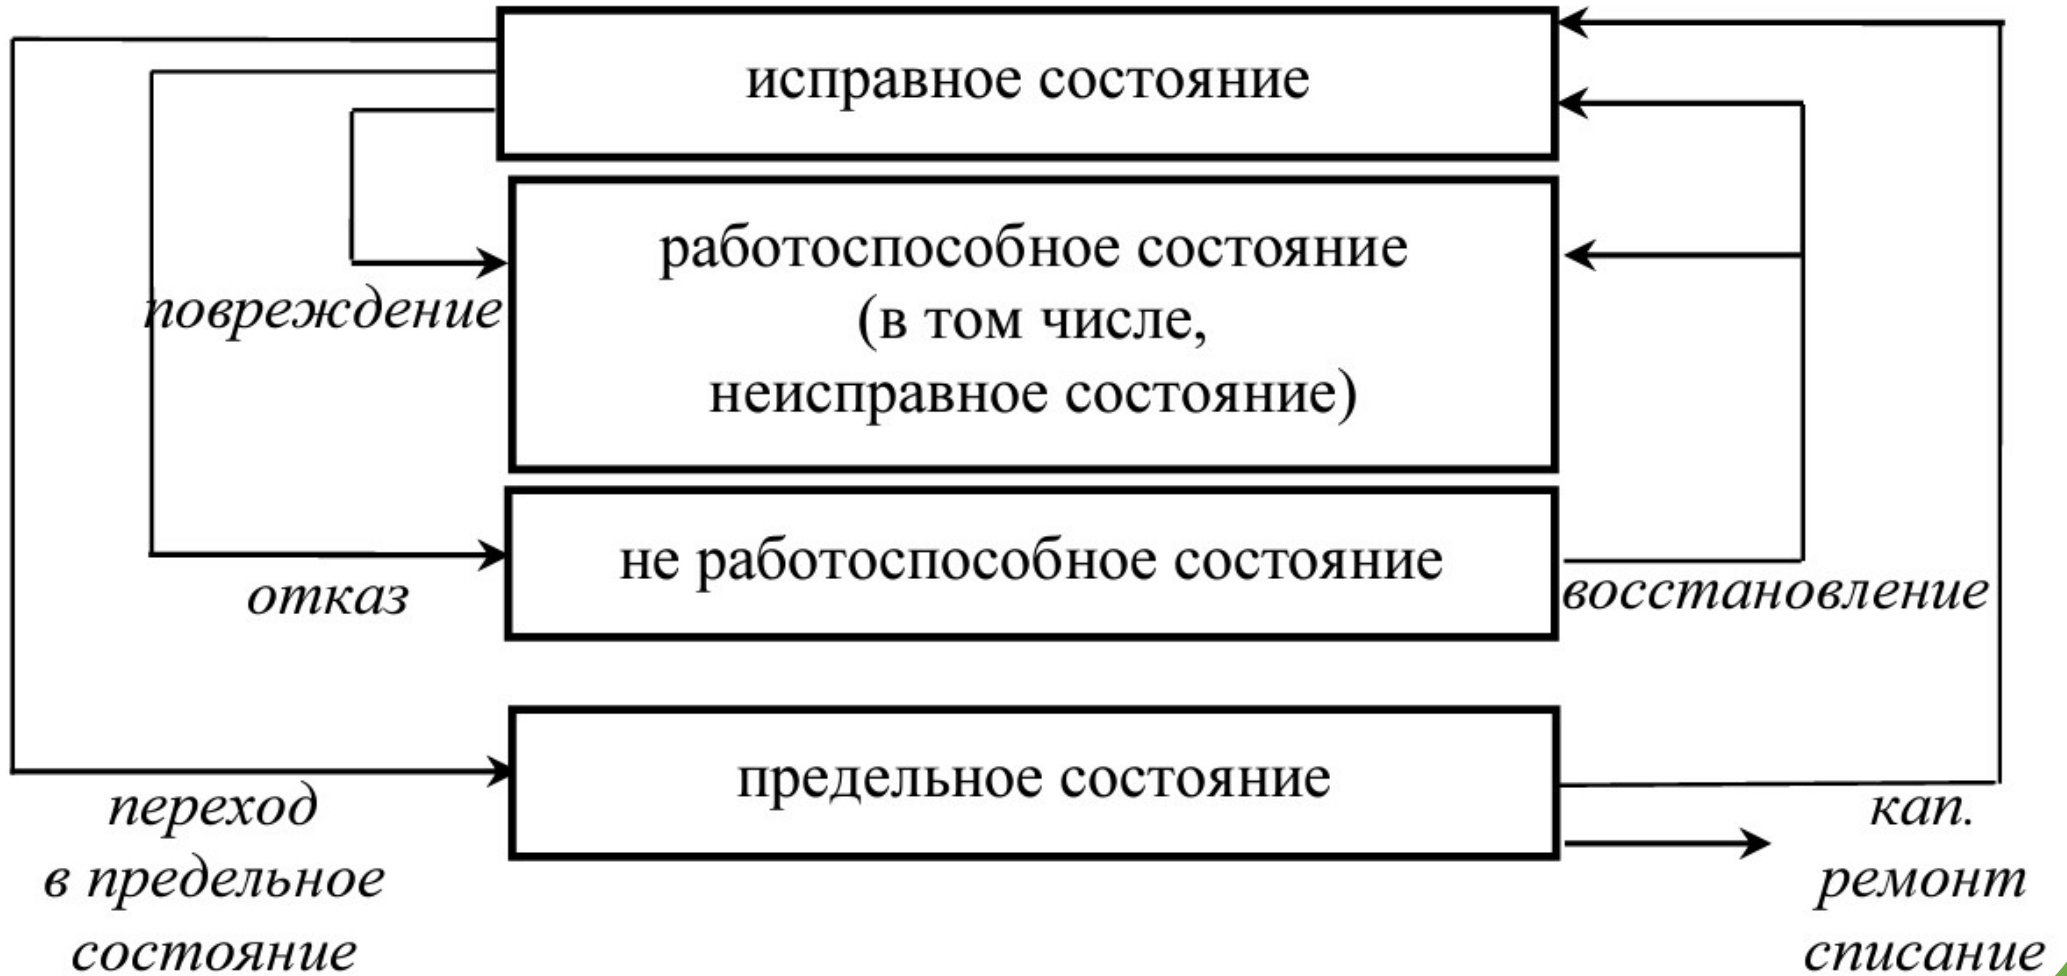 исправное состояние
работоспособное состояние
(в том числе,
неисправное состояние)
повреждение
не работоспособное состояние
отказ
восстановление
предельное состояние
переход
в предельное
состояние
кап.
ремонт
списание